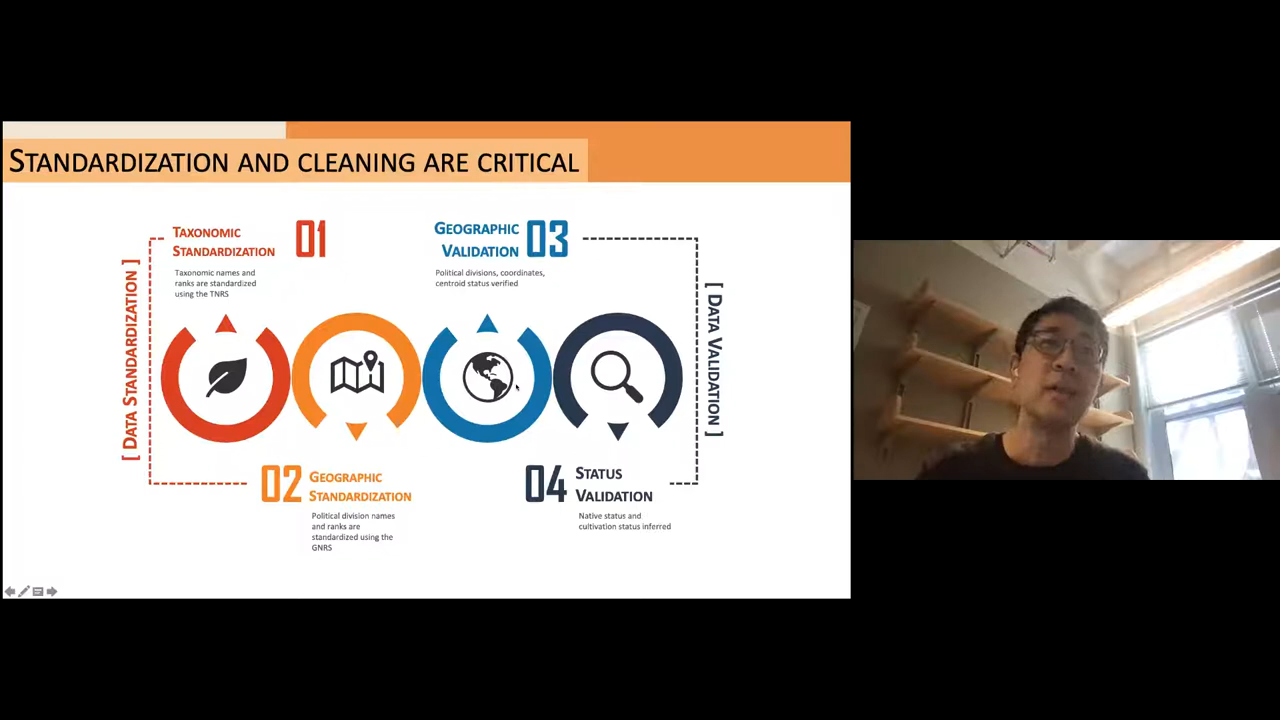 STANDARDIZATION AND CLEANING ARE CRITICAL
[ DATA STANDARDIZATION ]
TAXONOMIC
STANDARDIZATION
01
Taxonomic names and
ranks are standardized
using the TNRS
02
GEOGRAPHIC
STANDARDIZATION
Political division names
and ranks are
standardized using the
GNRS
GEOGRAPHIC
VALIDATION
03
Political divisions, coordinates,
centroid status verified
04
STATUS
VALIDATION
Native status and
cultivation status inferred
[ DATA VALIDATION ]